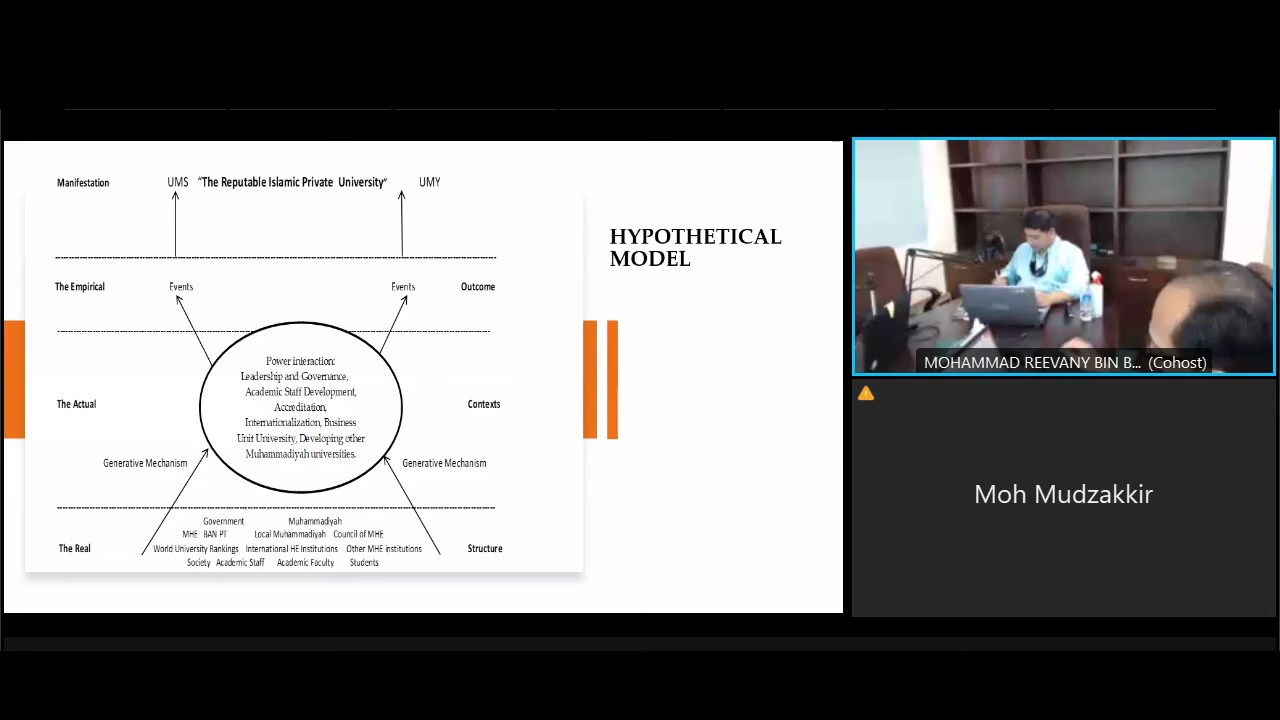 Manifestation UMS “The Reputable Islamic Private University” UMY
HYPOTHETICAL
MODEL
The Empirical Events Events Outcome
Power interaction:
Leadership and Governance,
Academic Staff Development,
Accreditation,
The Actual Contexts
Internationalization, Business
Unit University, Developing other
Muhammadiyah universities.
Generative Mechanism Generative Mechanism
Government Muhammadiyah
MHE BAN PT Local Muhammadiyah Council of MHE
The Real World University Rankings International HE Institutions Other MHE institutions Structure
Society Academic Staff Academic Faculty Students
MOHAMMAD REEVANY BIN B... (Cohost)
Moh Mudzakkir